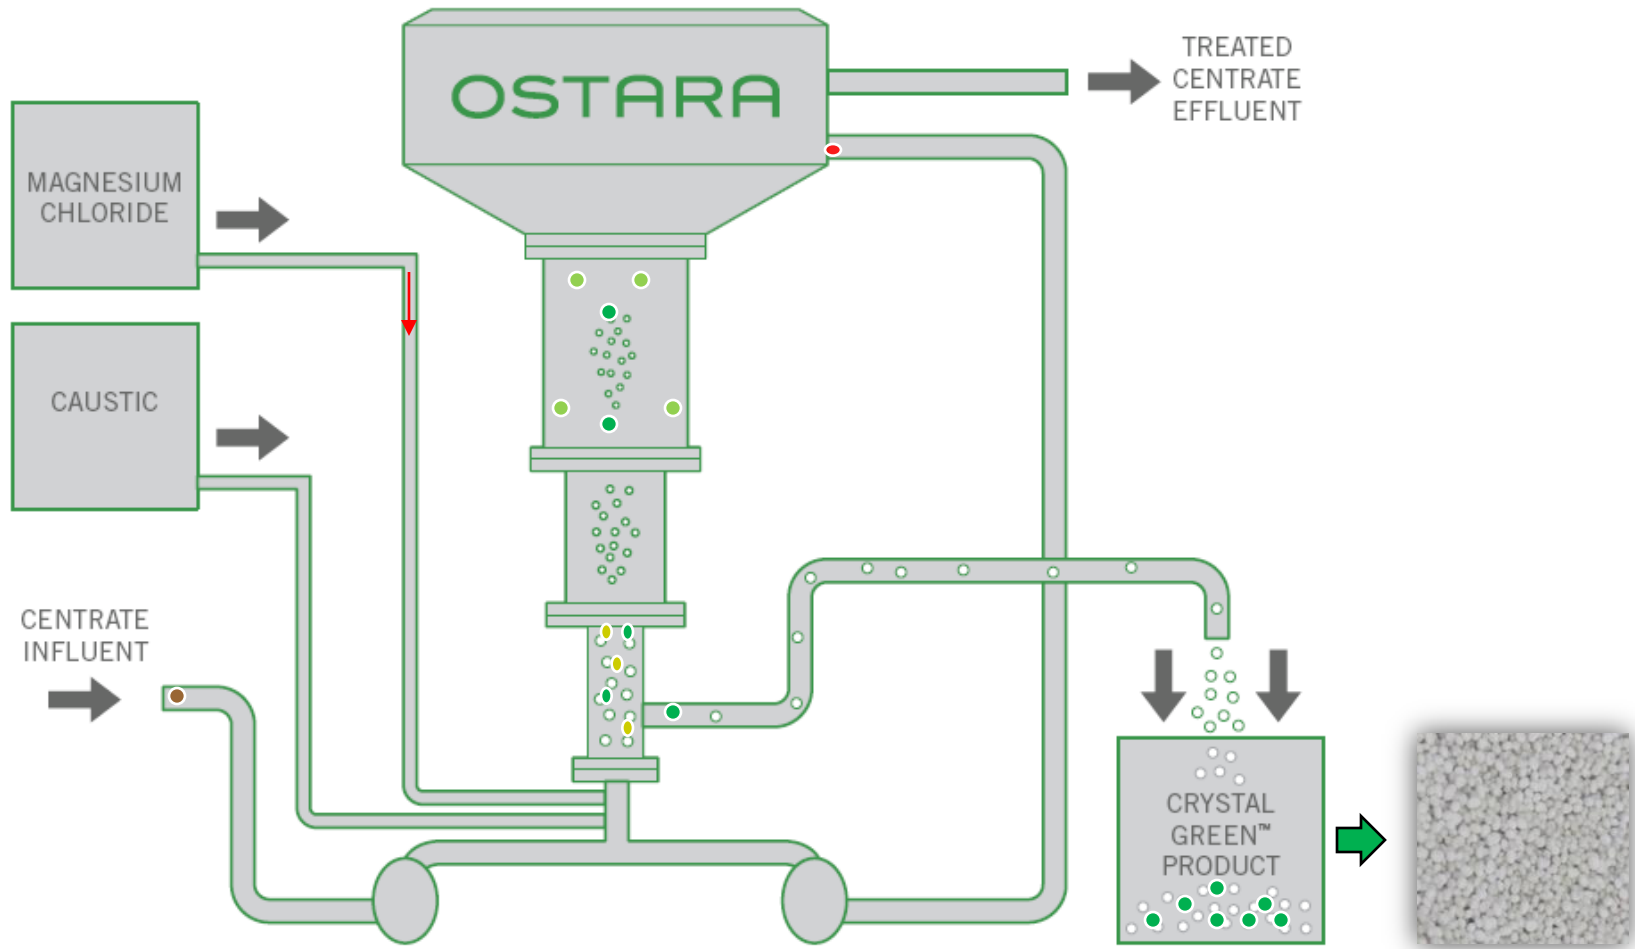 OSTARA
TREATED
CENTRATE
EFFLUENT
MAGNESIUM
CHLORIDE
CAUSTIC
CENTRATE
INFLUENT
CRYSTAL
GREEN™
PRODUCT